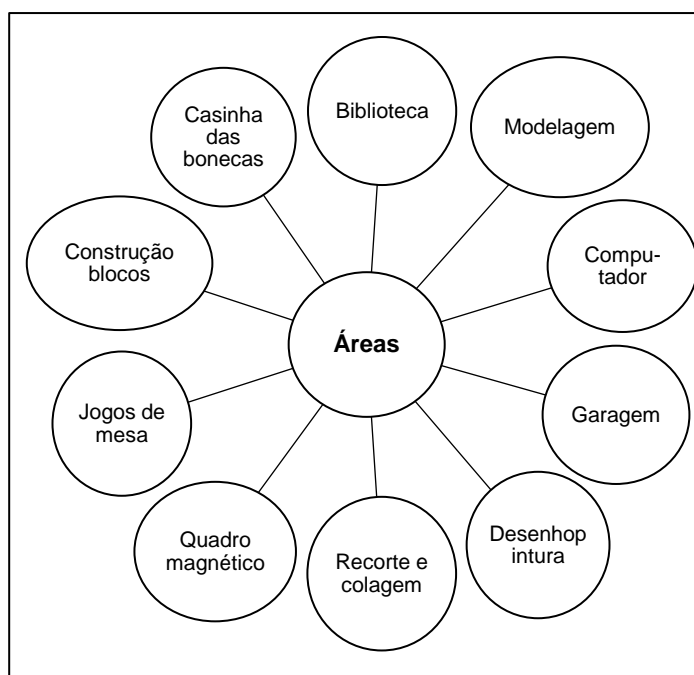 Biblioteca
Modelagem
Compu-
tador
Garagem
Desenhop
intura
Recorte e
colagem
Quadro
magnético
Jogos de
mesa
Construção
blocos
Casinha
das
bonecas
Áreas